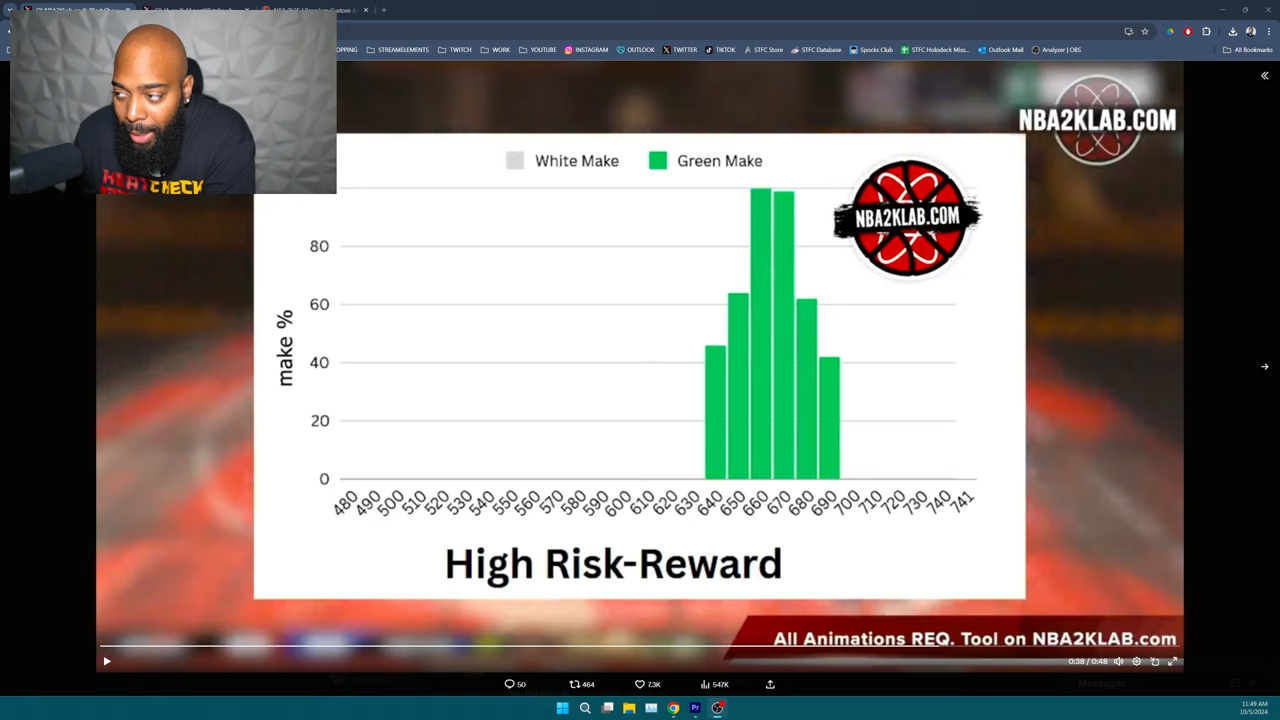 OPPING
STREAMELEMENTS
TWITCH
WORK
YOUTUBE
INSTAGRAM
OUTLOOK
TWITTER
TIKTOK
STFC Store
STFC Database
Spocks Club
STFC Holodeck Miss...
Outlook Mail
Analyzer | OBS
All Bookmarks
HEATCHECK
NBA2KLAB.COM
White Make
Green Make
NBA2KLAB.COM
make %
80
60
40
20
0
480 490 500 510 520 530 540 550 560 570 580 590 600 610 620 630 640 650 660 670 680 690 700 710 720 730 740 741
High Risk-Reward
All Animations REQ. Tool on NBA2KLAB.com
0:38 / 0:48
50
464
7.3K
547K
11:49 AM
10/5/2024